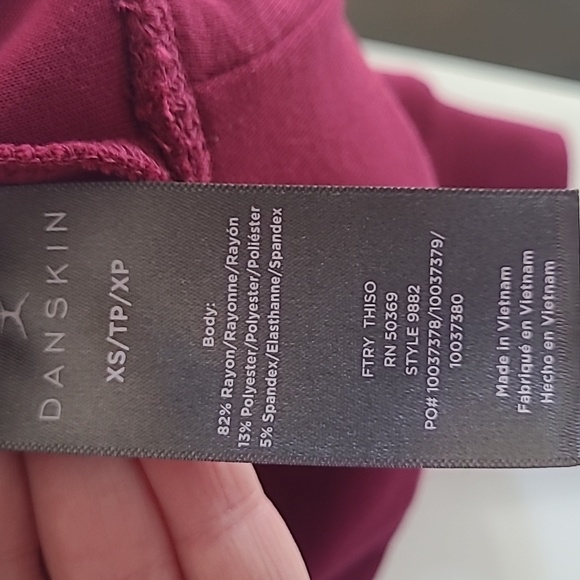 DANSKIN
XS/TP/XP
Body:
82% Rayon/Rayonne/Rayón
13% Polyester/Polyester/Poliéster
5% Spandex/Elasthanne/Spandex
FTRY THISO
RN 50369
STYLE 9882
PO# 10037378/10037379/
10037380
Made in Vietnam
Fabriqué en Vietnam
Hecho en Vietnam